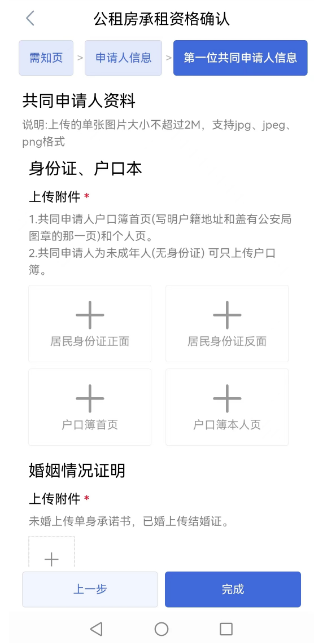 公租房承租资格确认
需知页 > 申请人信息 > 第一位共同申请人信息
共同申请人资料
说明:上传的单张图片大小不超过2M，支持jpg、jpeg、
png格式
身份证、户口本
上传附件 *
1.共同申请人户口簿首页(写明户籍地址和盖有公安局
图章的那一页)和个人页。
2.共同申请人为未成年人(无身份证) 可只上传户口
簿。
居民身份证正面 居民身份证反面
户口簿首页 户口簿本人页
婚姻情况证明
上传附件 *
未婚上传单身承诺书，已婚上传结婚证。
上一步 完成